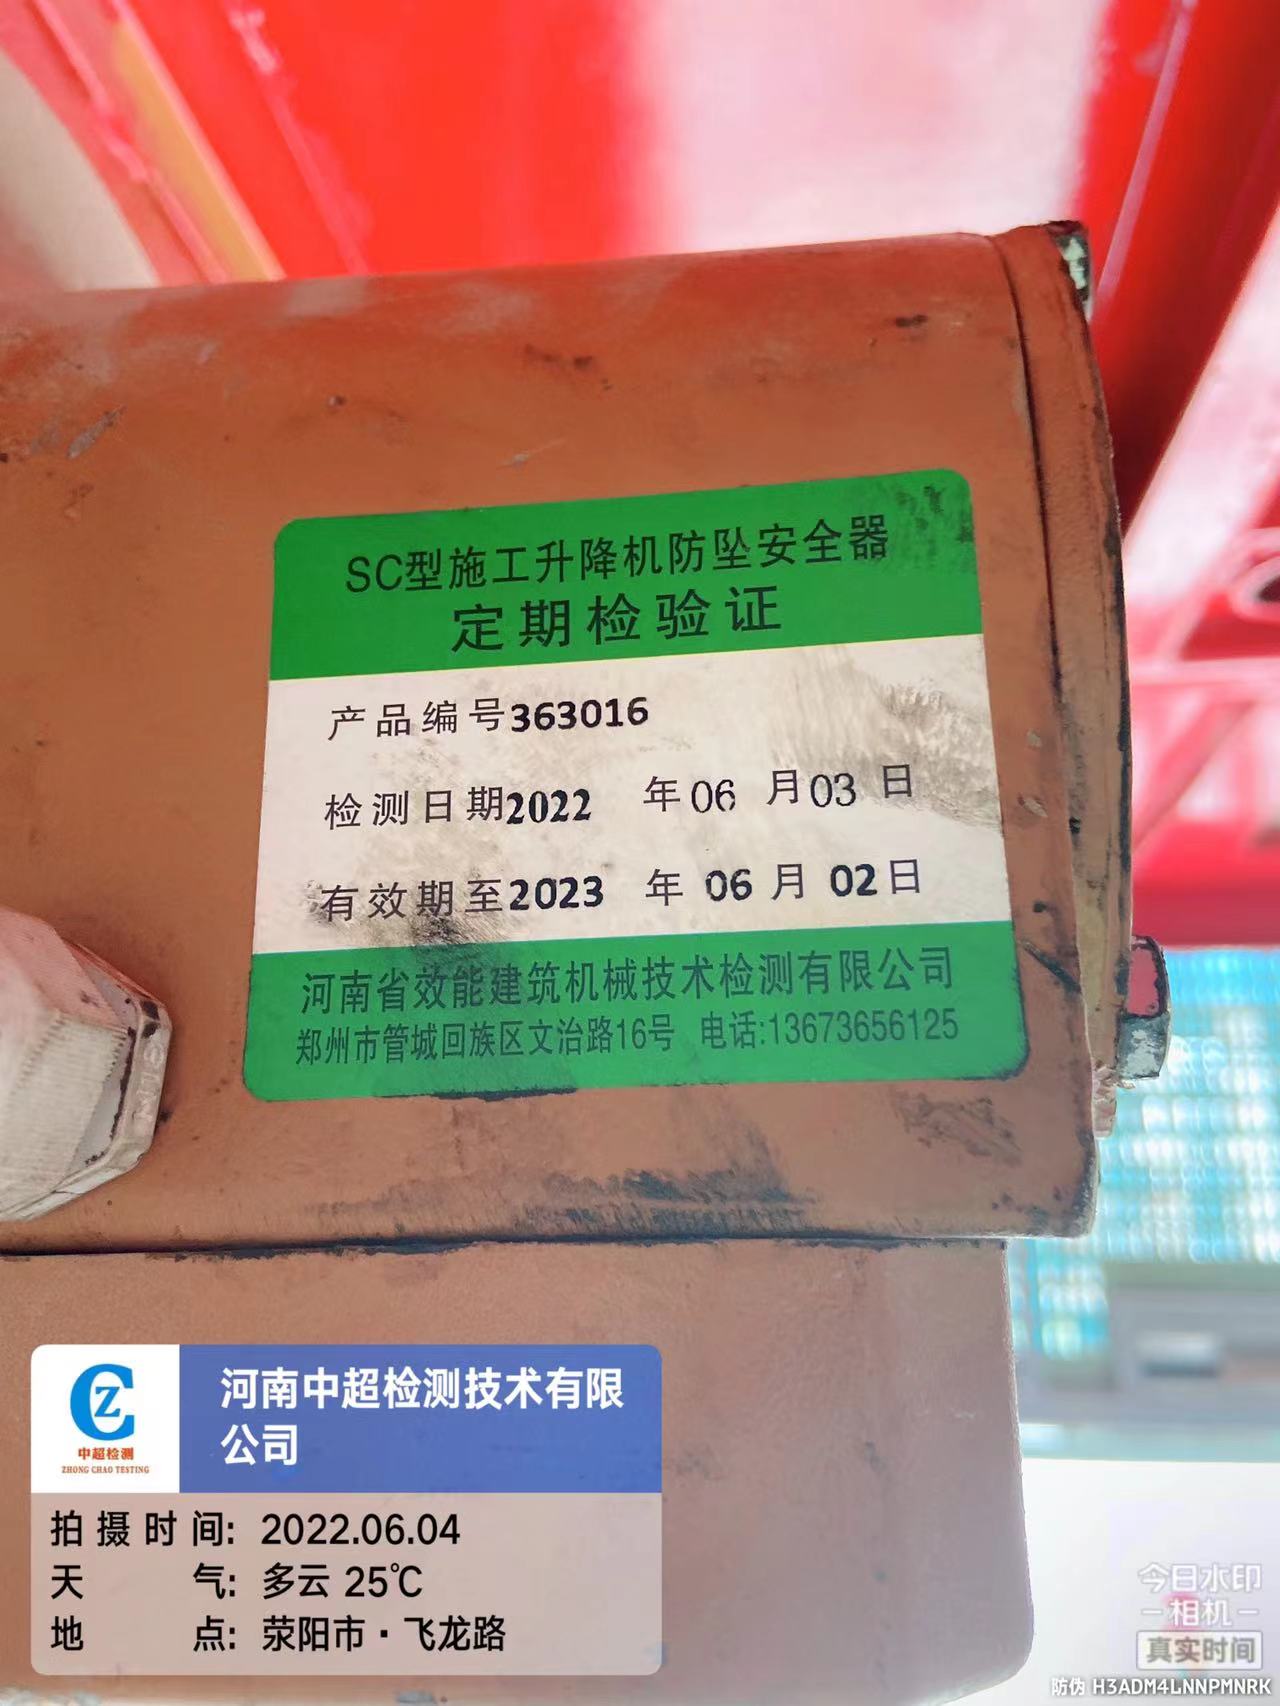 SC型施工升降机防坠安全器
定期检验证
产品编号363016
检测日期2022 年06 月03 日
有效期至2023 年 06 月 02日
河南省效能建筑机械技术检测有限公司
郑州市管城回族区文治路16号 电话:13673656125
CZ
中超检测
ZHONG CHAO TESTING
河南中超检测技术有限
公司
拍摄时间: 2022.06.04
天 气: 多云 25℃
地 点: 荥阳市·飞龙路
今日水印
相机
真实时间
防伪 H3ADM4LNNPMNRK